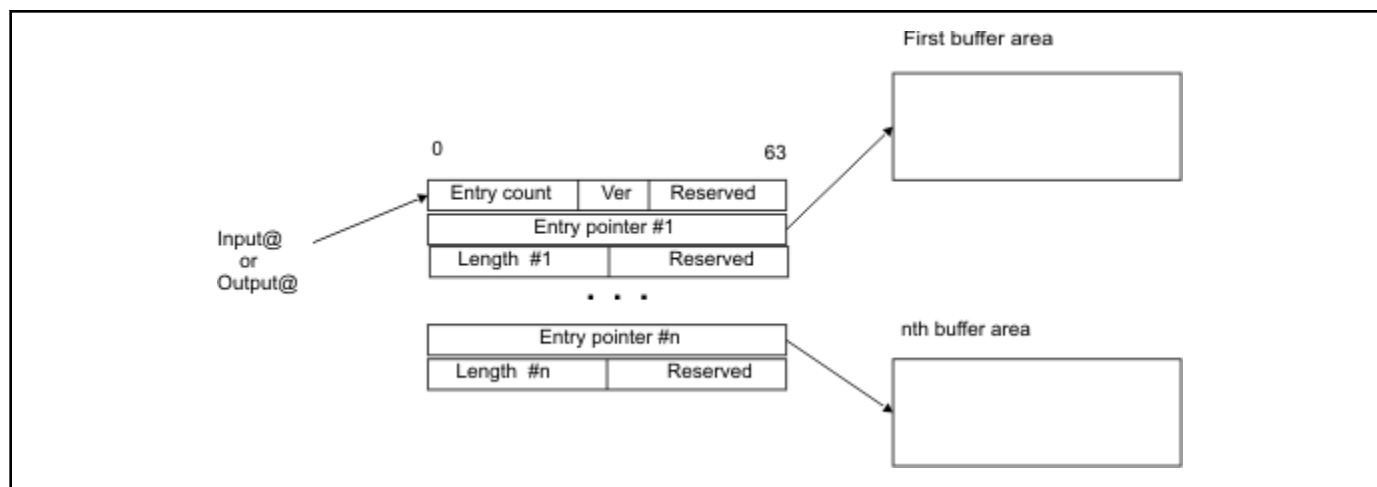 First buffer area
0 63
Entry count Ver Reserved
Entry pointer #1
Input@
or
Output@
Length #1 Reserved
. . .
Entry pointer #n
Length #n Reserved
nth buffer area